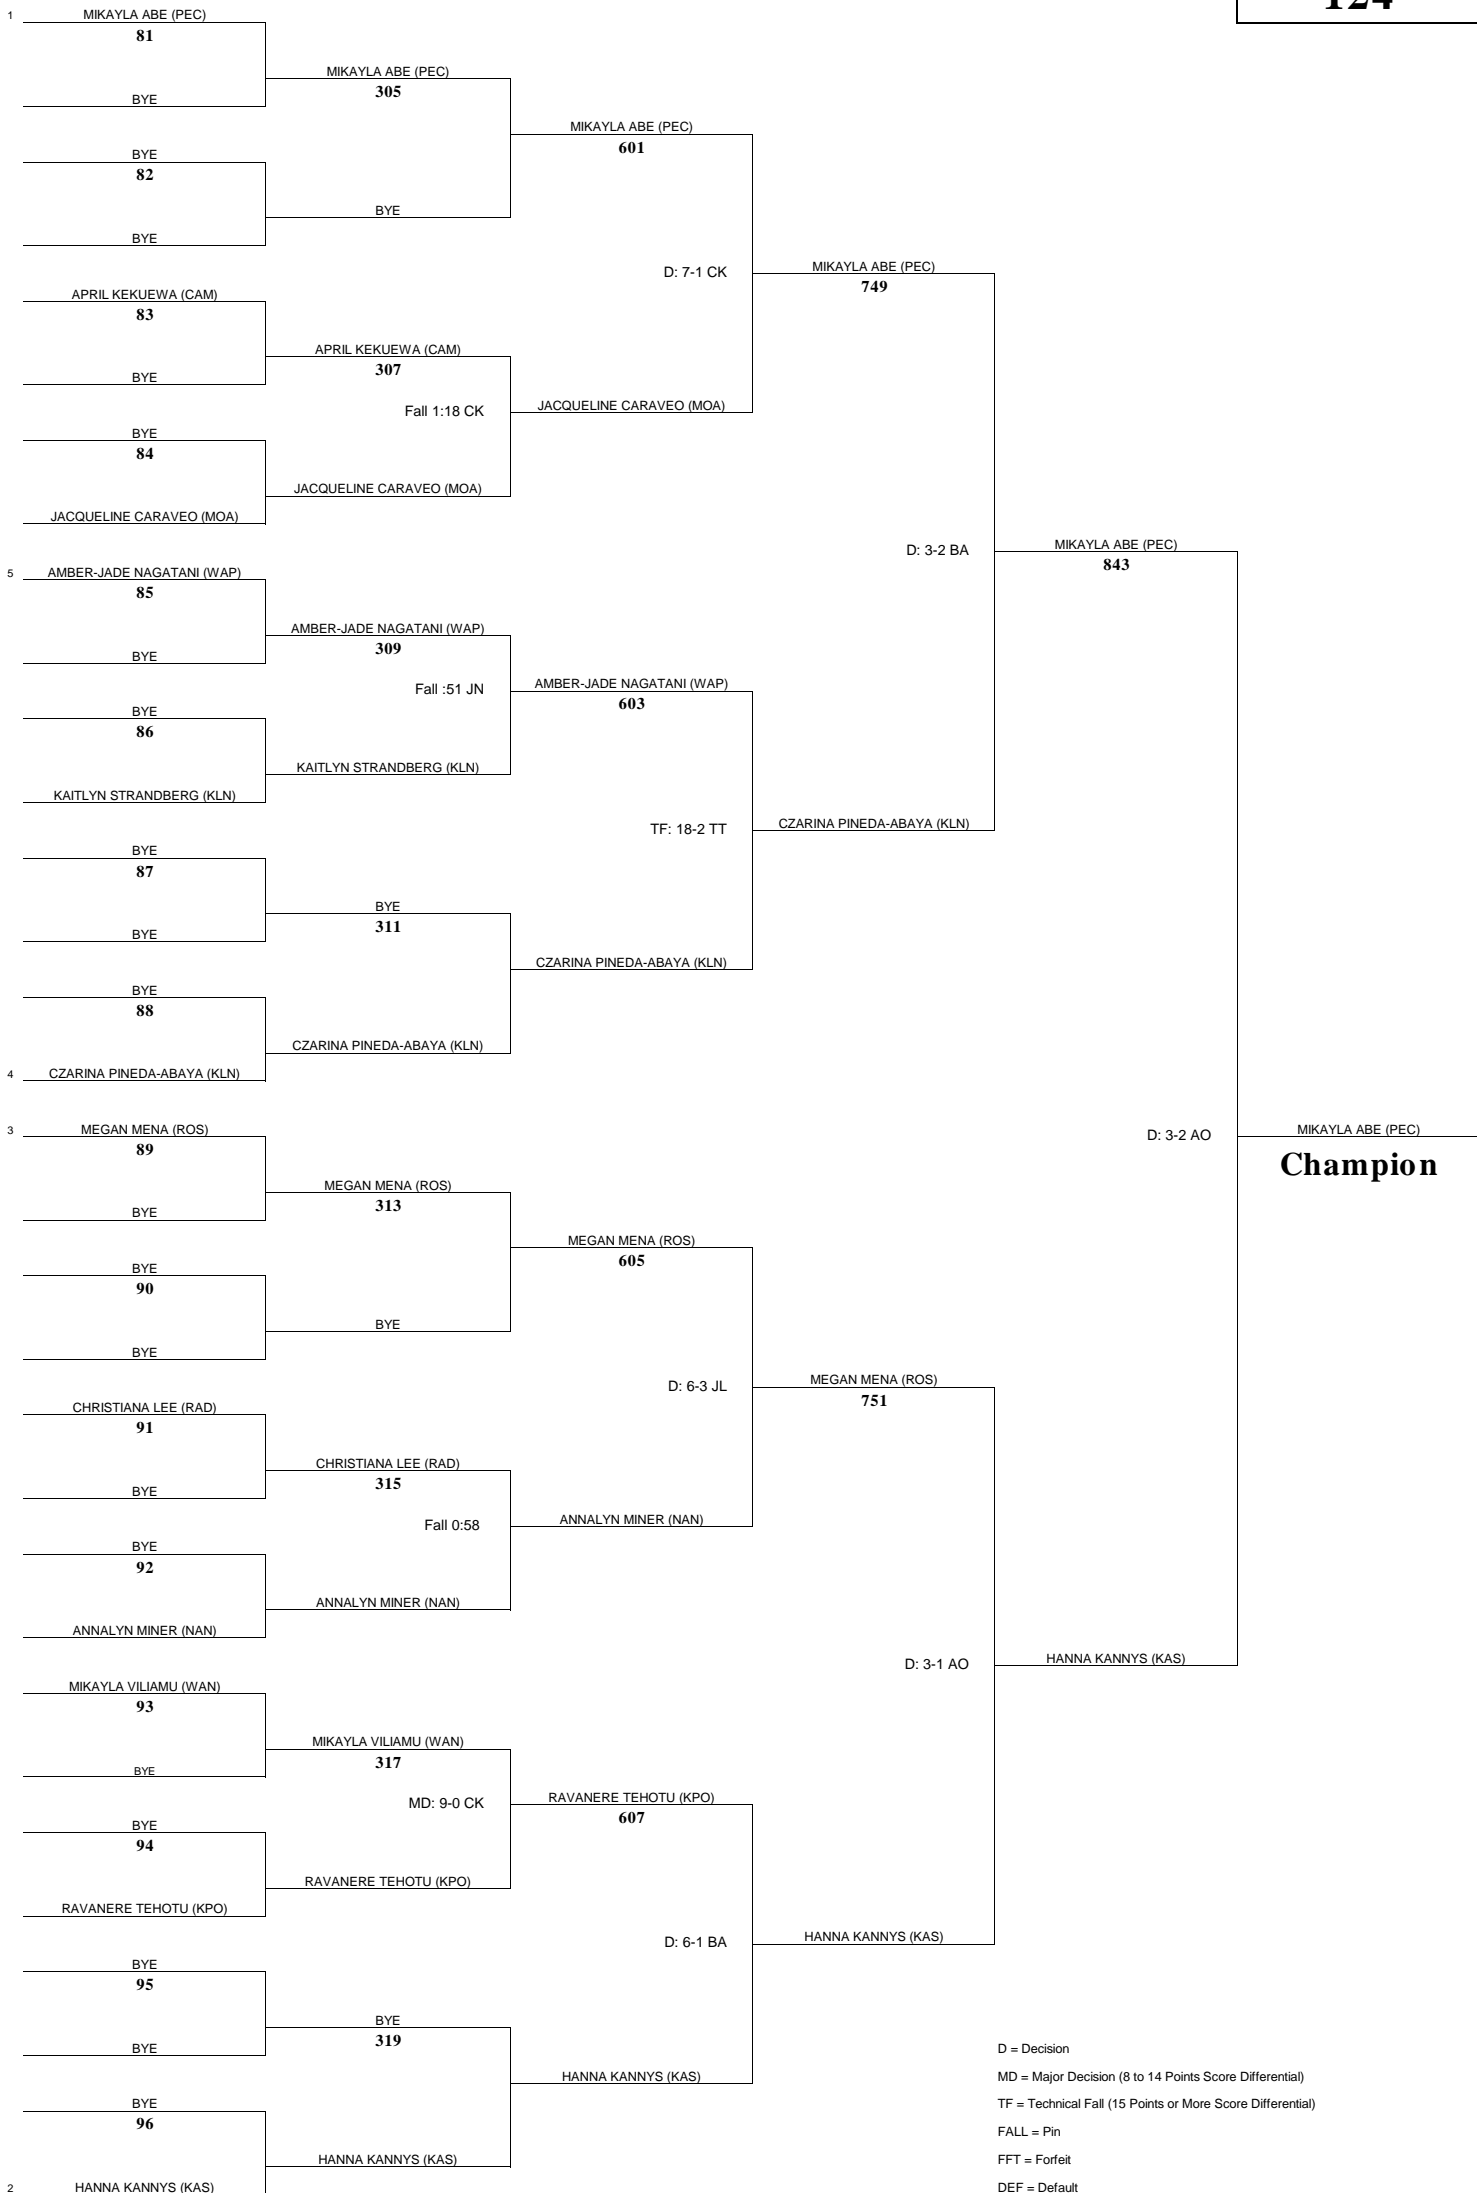 124
1 MIKAYLA ABE (PEC)
81
BYE
BYE
82
BYE
APRIL KEKUEWA (CAM)
83
BYE
BYE
84
JACQUELINE CARAVEO (MOA)
5 AMBER-JADE NAGATANI (WAP)
85
BYE
BYE
86
KAITLYN STRANDBERG (KLN)
BYE
87
BYE
BYE
88
4 CZARINA PINEDA-ABAYA (KLN)
3 MEGAN MENA (ROS)
89
BYE
BYE
90
BYE
CHRISTIANA LEE (RAD)
91
BYE
BYE
92
ANNALYN MINER (NAN)
MIKAYLA VILIAMU (WAN)
93
BYE
BYE
94
RAVANERE TEHOTU (KPO)
BYE
95
BYE
BYE
96
2 HANNA KANNYS (KAS)
MIKAYLA ABE (PEC)
305
BYE
APRIL KEKUEWA (CAM)
307
Fall 1:18 CK
JACQUELINE CARAVEO (MOA)
AMBER-JADE NAGATANI (WAP)
309
Fall :51 JN
KAITLYN STRANDBERG (KLN)
BYE
311
CZARINA PINEDA-ABAYA (KLN)
MEGAN MENA (ROS)
313
BYE
CHRISTIANA LEE (RAD)
315
Fall 0:58
ANNALYN MINER (NAN)
MIKAYLA VILIAMU (WAN)
317
MD: 9-0 CK
RAVANERE TEHOTU (KPO)
BYE
319
HANNA KANNYS (KAS)
MIKAYLA ABE (PEC)
601
D: 7-1 CK
JACQUELINE CARAVEO (MOA)
AMBER-JADE NAGATANI (WAP)
603
TF: 18-2 TT
CZARINA PINEDA-ABAYA (KLN)
MEGAN MENA (ROS)
605
D: 6-3 JL
ANNALYN MINER (NAN)
RAVANERE TEHOTU (KPO)
607
D: 6-1 BA
HANNA KANNYS (KAS)
MIKAYLA ABE (PEC)
749
D: 3-2 BA
CZARINA PINEDA-ABAYA (KLN)
MEGAN MENA (ROS)
751
D: 3-1 AO
HANNA KANNYS (KAS)
MIKAYLA ABE (PEC)
843
D: 3-2 AO
HANNA KANNYS (KAS)
MIKAYLA ABE (PEC)
Champion
D = Decision
MD = Major Decision (8 to 14 Points Score Differential)
TF = Technical Fall (15 Points or More Score Differential)
FALL = Pin
FFT = Forfeit
DEF = Default